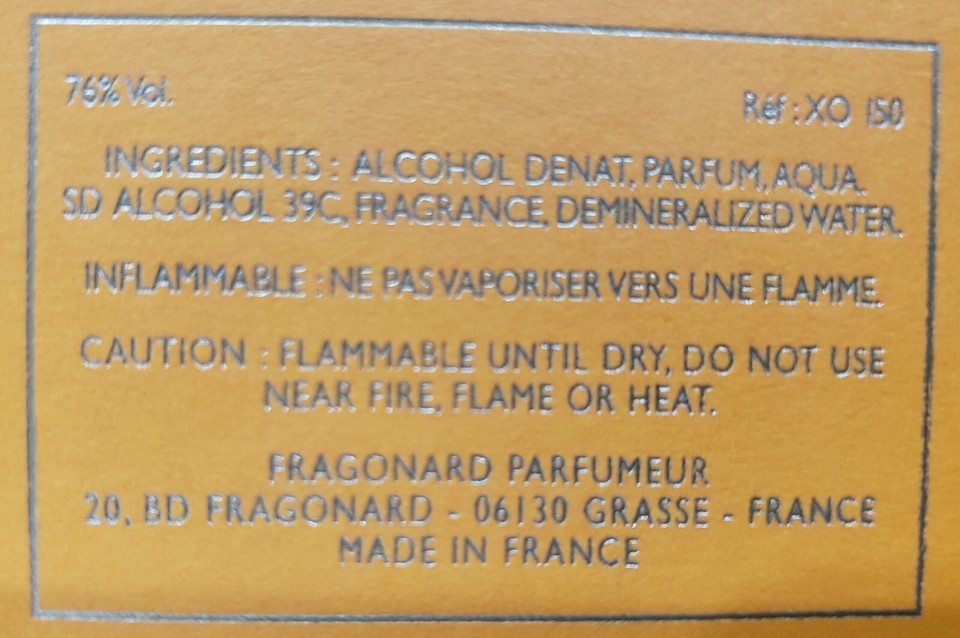 76% Vol.
Réf : XO 150
INGREDIENTS : ALCOHOL DENAT, PARFUM, AQUA.
SD ALCOHOL 39C, FRAGRANCE, DEMINERALIZED WATER.
INFLAMMABLE : NE PAS VAPORISER VERS UNE FLAMME.
CAUTION : FLAMMABLE UNTIL DRY, DO NOT USE
NEAR FIRE, FLAME OR HEAT.
FRAGONARD PARFUMEUR
20, BD FRAGONARD - 06130 GRASSE - FRANCE
MADE IN FRANCE